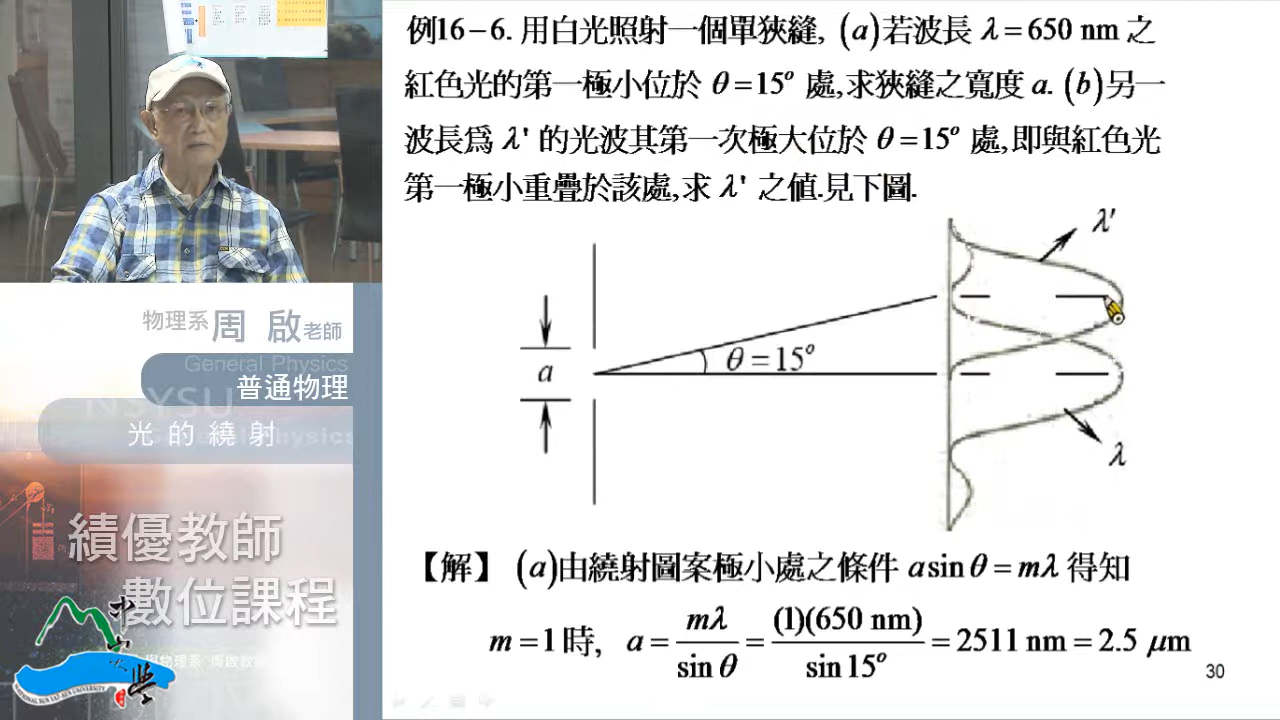 例16－6. 用白光照射一個單狹縫, (a)若波長 λ = 650 nm 之
紅色光的第一極小位於 θ = 15° 處,求狹縫之寬度 a. (b)另一
波長為 λ' 的光波其第一次極大位於 θ = 15° 處,即與紅色光
第一極小重疊於該處,求 λ' 之值.見下圖.
λ'
a
θ = 15°
λ
【解】 (a)由繞射圖案極小處之條件 a sin θ = mλ 得知
m = 1 時, a = mλ / sin θ = (1)(650 nm) / sin 15° = 2511 nm = 2.5 μm
30
物理系 周 啟 老師
General Physics
普通物理
NSYSU
光的繞射
績優教師
數位課程